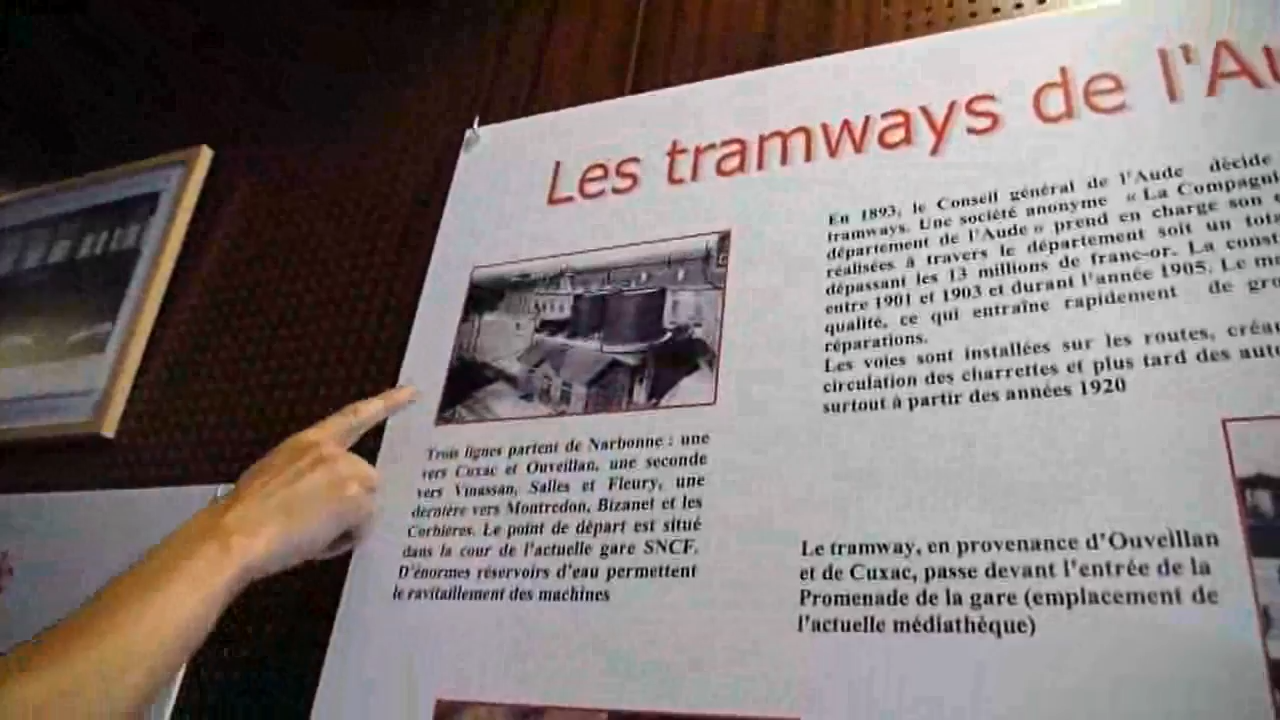 Les tramways de l'Au
En 1893, le Conseil général de l'Aude décide
tramways. Une société anonyme « La Compagni
département de l'Aude » prend en charge son
réalisées à travers le département soit un tota
dépassant les 13 millions de franc-or. La const
entre 1901 et 1903 et durant l'année 1905. Le m
qualité, ce qui entraîne rapidement de gro
réparations.
Les voies sont installées sur les routes, créa
circulation des charrettes et plus tard des auto
surtout à partir des années 1920
Trois lignes partent de Narbonne : une
vers Cuxac et Ouveillan, une seconde
vers Vinassan, Salles et Fleury, une
dernière vers Montredon, Bizanet et les
Corbières. Le point de départ est situé
dans la cour de l'actuelle gare SNCF.
D'énormes réservoirs d'eau permettent
le ravitaillement des machines
Le tramway, en provenance d'Ouveillan
et de Cuxac, passe devant l'entrée de la
Promenade de la gare (emplacement de
l'actuelle médiathèque)